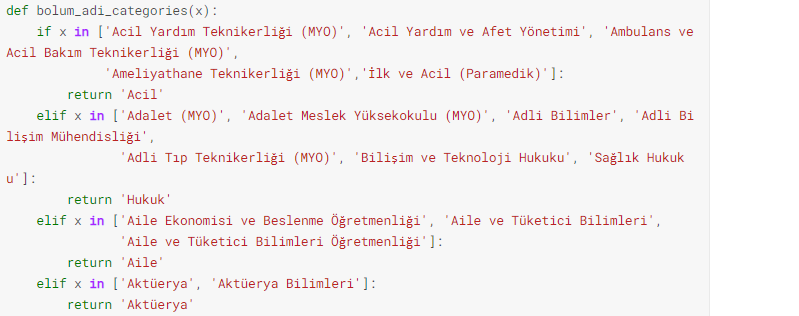 def bolum_adi_categories(x):
    if x in ['Acil Yardım Teknikerliği (MYO)', 'Acil Yardım ve Afet Yönetimi', 'Ambulans ve
Acil Bakım Teknikerliği (MYO)',
             'Ameliyathane Teknikerliği (MYO)','İlk ve Acil (Paramedik)']:
        return 'Acil'
    elif x in ['Adalet (MYO)', 'Adalet Meslek Yüksekokulu (MYO)', 'Adli Bilimler', 'Adli Bi
lişim Mühendisliği',
               'Adli Tıp Teknikerliği (MYO)', 'Bilişim ve Teknoloji Hukuku', 'Sağlık Hukuk
u']:
        return 'Hukuk'
    elif x in ['Aile Ekonomisi ve Beslenme Öğretmenliği', 'Aile ve Tüketici Bilimleri',
               'Aile ve Tüketici Bilimleri Öğretmenliği']:
        return 'Aile'
    elif x in ['Aktüerya', 'Aktüerya Bilimleri']:
        return 'Aktüerya'